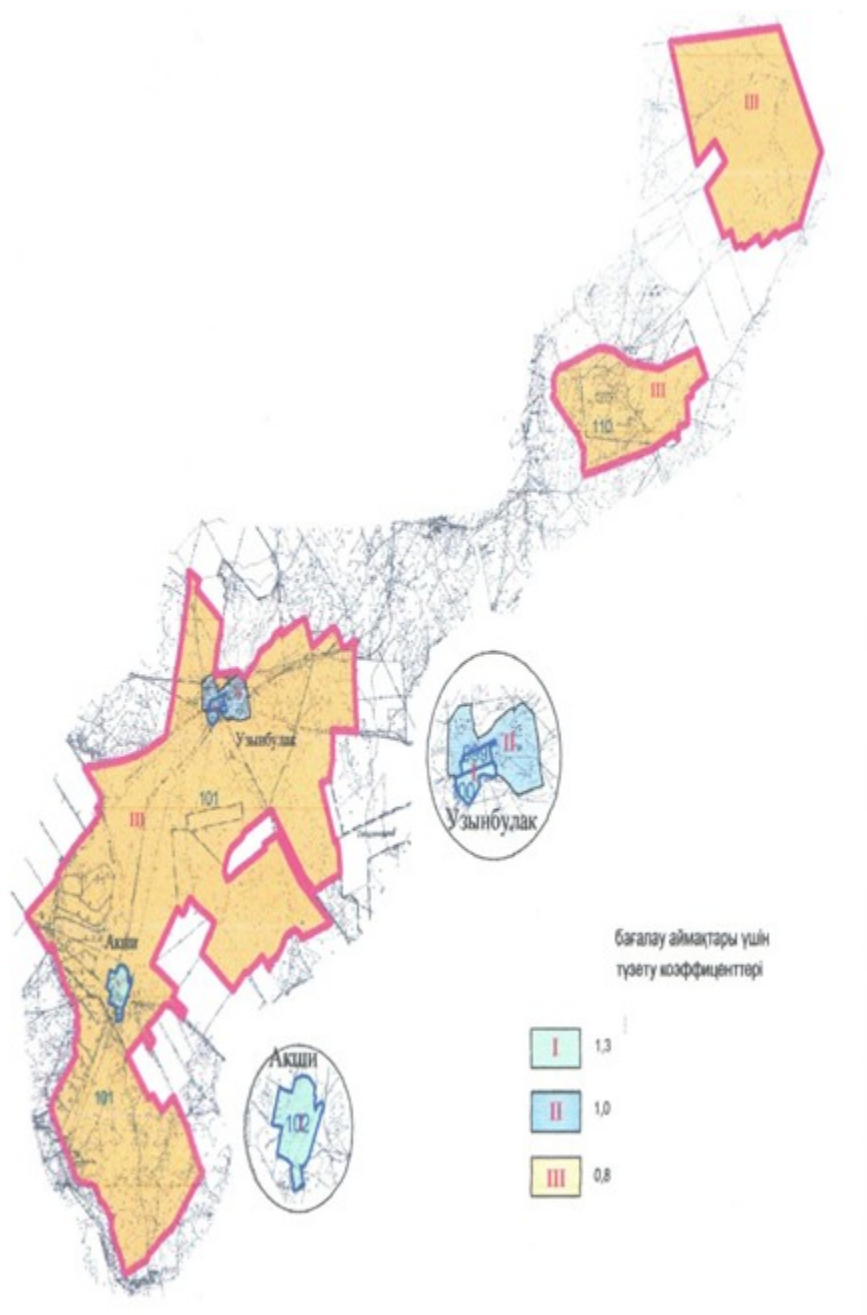 III
III
110
Узынбулак
101
III
II
I
Узынбулак
Акши
101
Акши
102
бағалау аймақтары үшін
түзету коэффиценттері
I 1,3
II 1,0
III 0,8